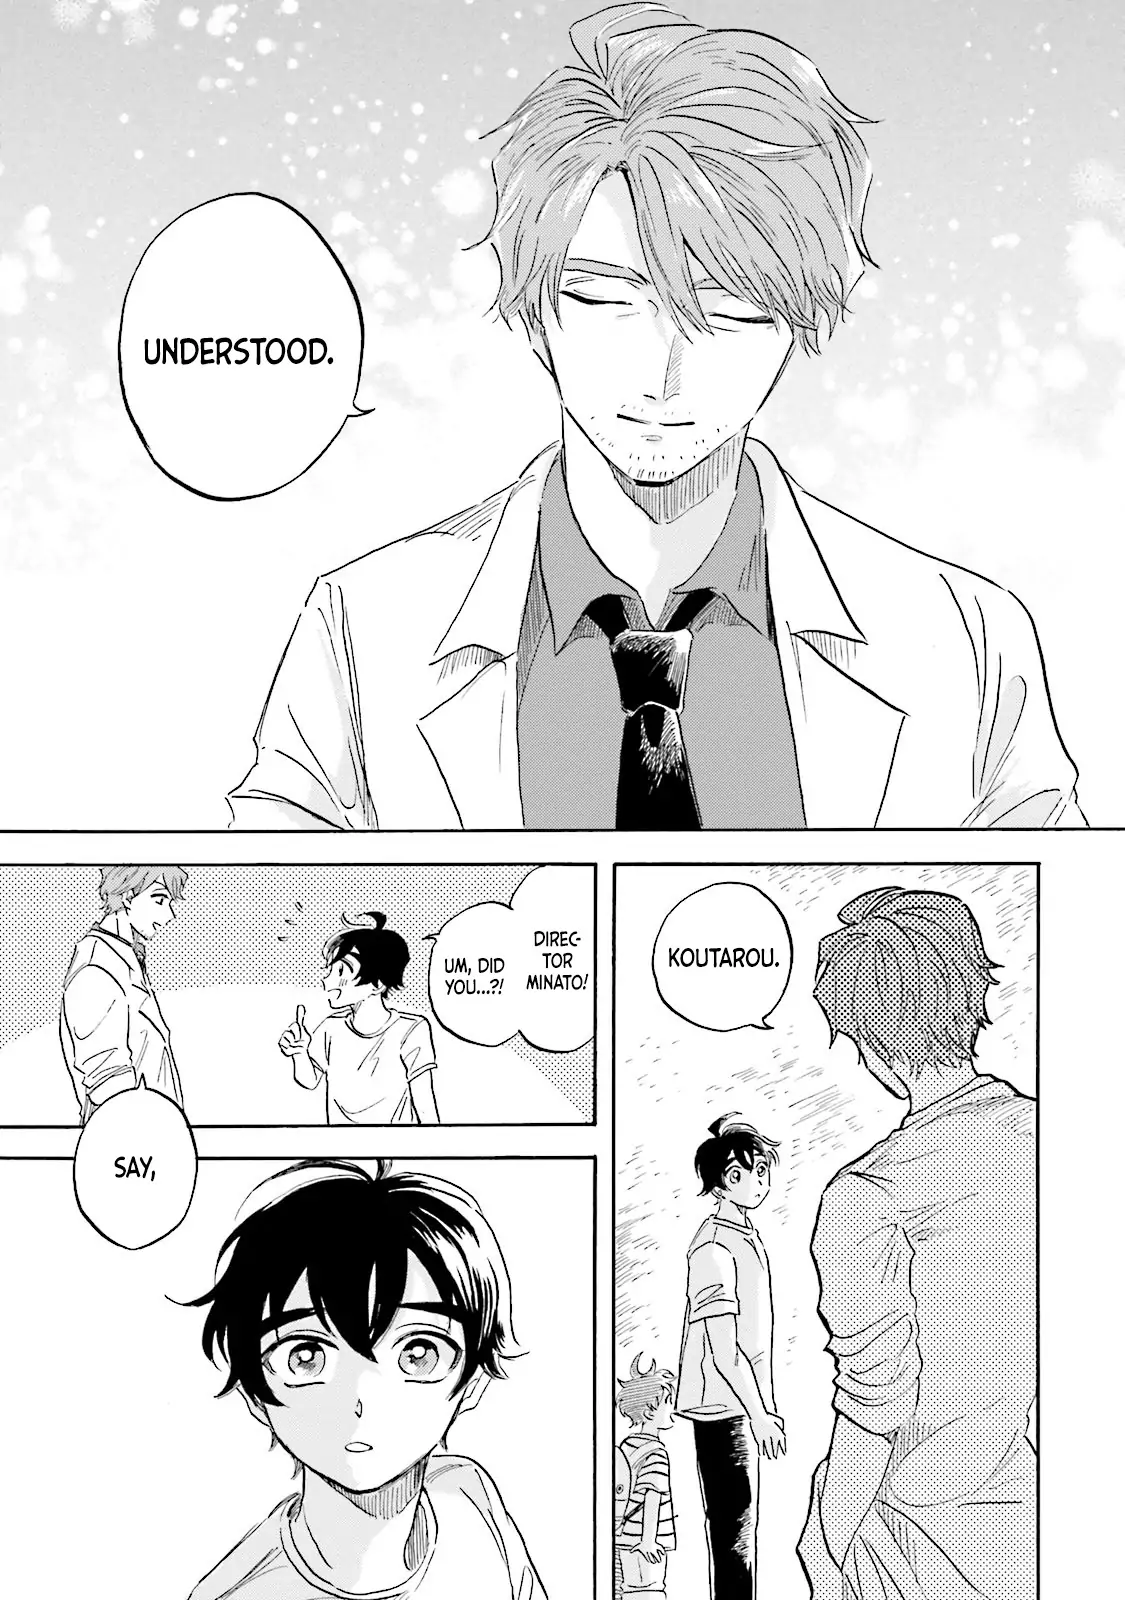 UNDERSTOOD.
KOUTAROU.
DIREC-
TOR
MINATO!
UM, DID
YOU...?!
SAY,